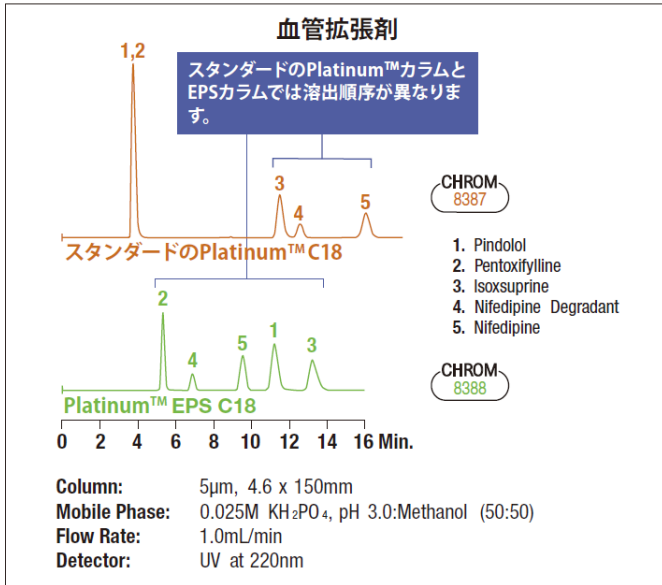 血管拡張剤
スタンダードのPlatinum™カラムと
EPSカラムでは溶出順序が異なりま
す。
1,2
3
4
5
スタンダードのPlatinum™ C18
CHROM
8387
1. Pindolol
2. Pentoxifylline
3. Isoxsuprine
4. Nifedipine Degradant
5. Nifedipine
2
4
5
1
3
Platinum™ EPS C18
CHROM
8388
0 2 4 6 8 10 12 14 16 Min.
Column: 5μm, 4.6 x 150mm
Mobile Phase: 0.025M KH₂PO₄, pH 3.0:Methanol (50:50)
Flow Rate: 1.0mL/min
Detector: UV at 220nm